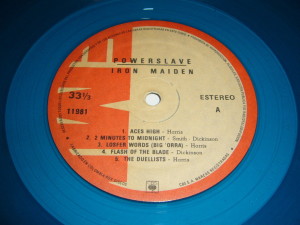 POWERSLAVE
IRON MAIDEN
33⅓
11981
ESTEREO
A
1. ACES HIGH - Harris
2. 2 MINUTES TO MIDNIGHT - Smith - Dickinson
3. LOSFER WORDS (BIG 'ORRA) - Harris
4. FLASH OF THE BLADE - Dickinson
5. THE DUELLISTS - Harris
CBS